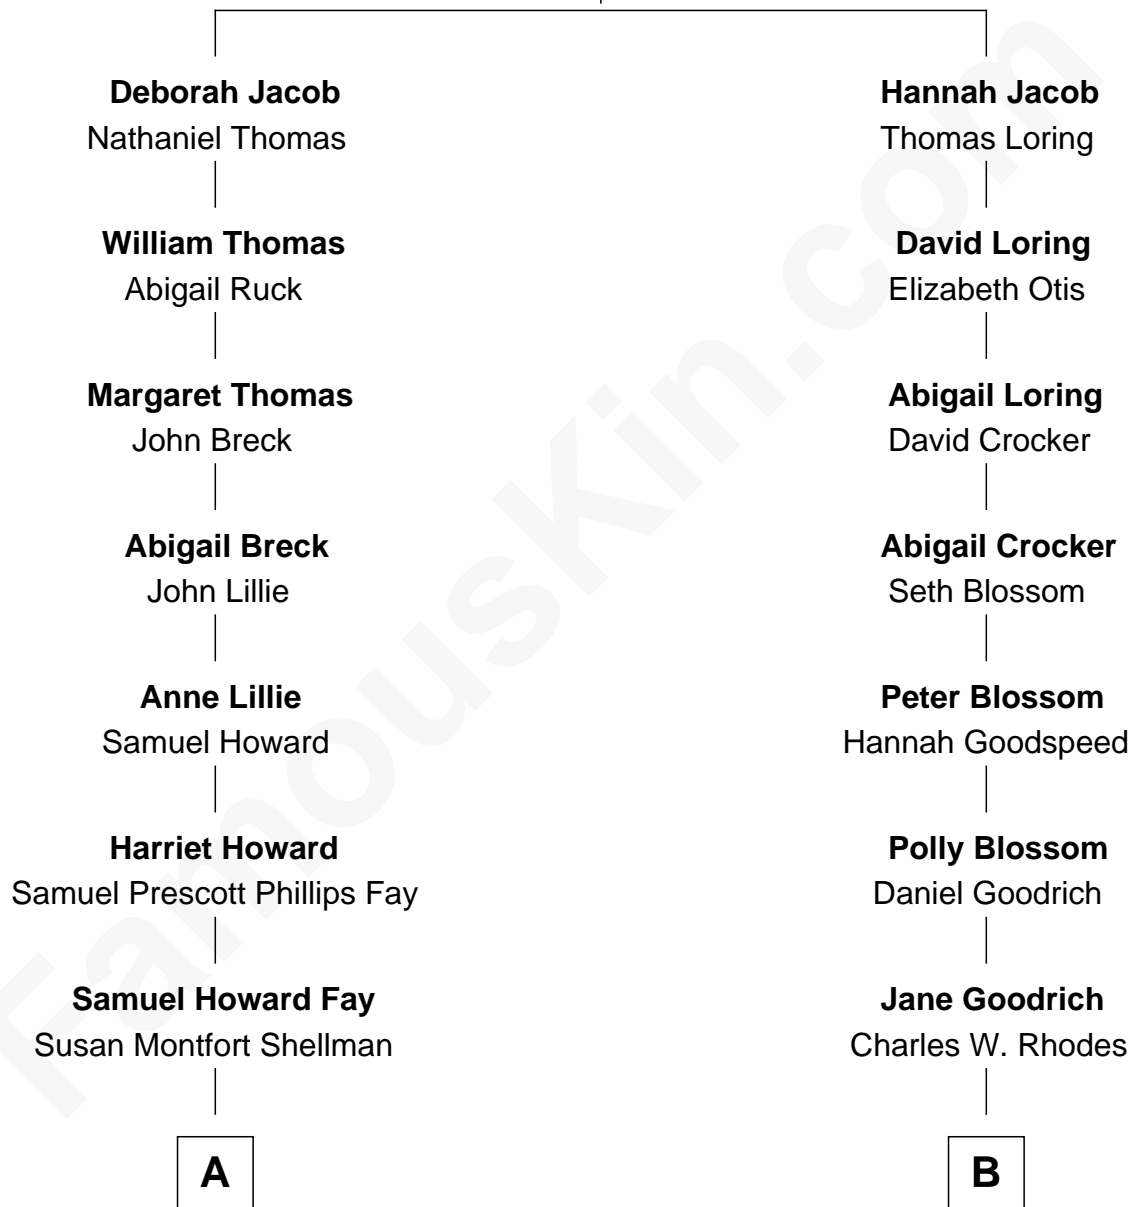 Deborah Jacob
Nathaniel Thomas
William Thomas
Abigail Ruck
Margaret Thomas
John Breck
Abigail Breck
John Lillie
Anne Lillie
Samuel Howard
Harriet Howard
Samuel Prescott Phillips Fay
Samuel Howard Fay
Susan Montfort Shellman
A
Hannah Jacob
Thomas Loring
David Loring
Elizabeth Otis
Abigail Loring
David Crocker
Abigail Crocker
Seth Blossom
Peter Blossom
Hannah Goodspeed
Polly Blossom
Daniel Goodrich
Jane Goodrich
Charles W. Rhodes
B
FamousKin.com